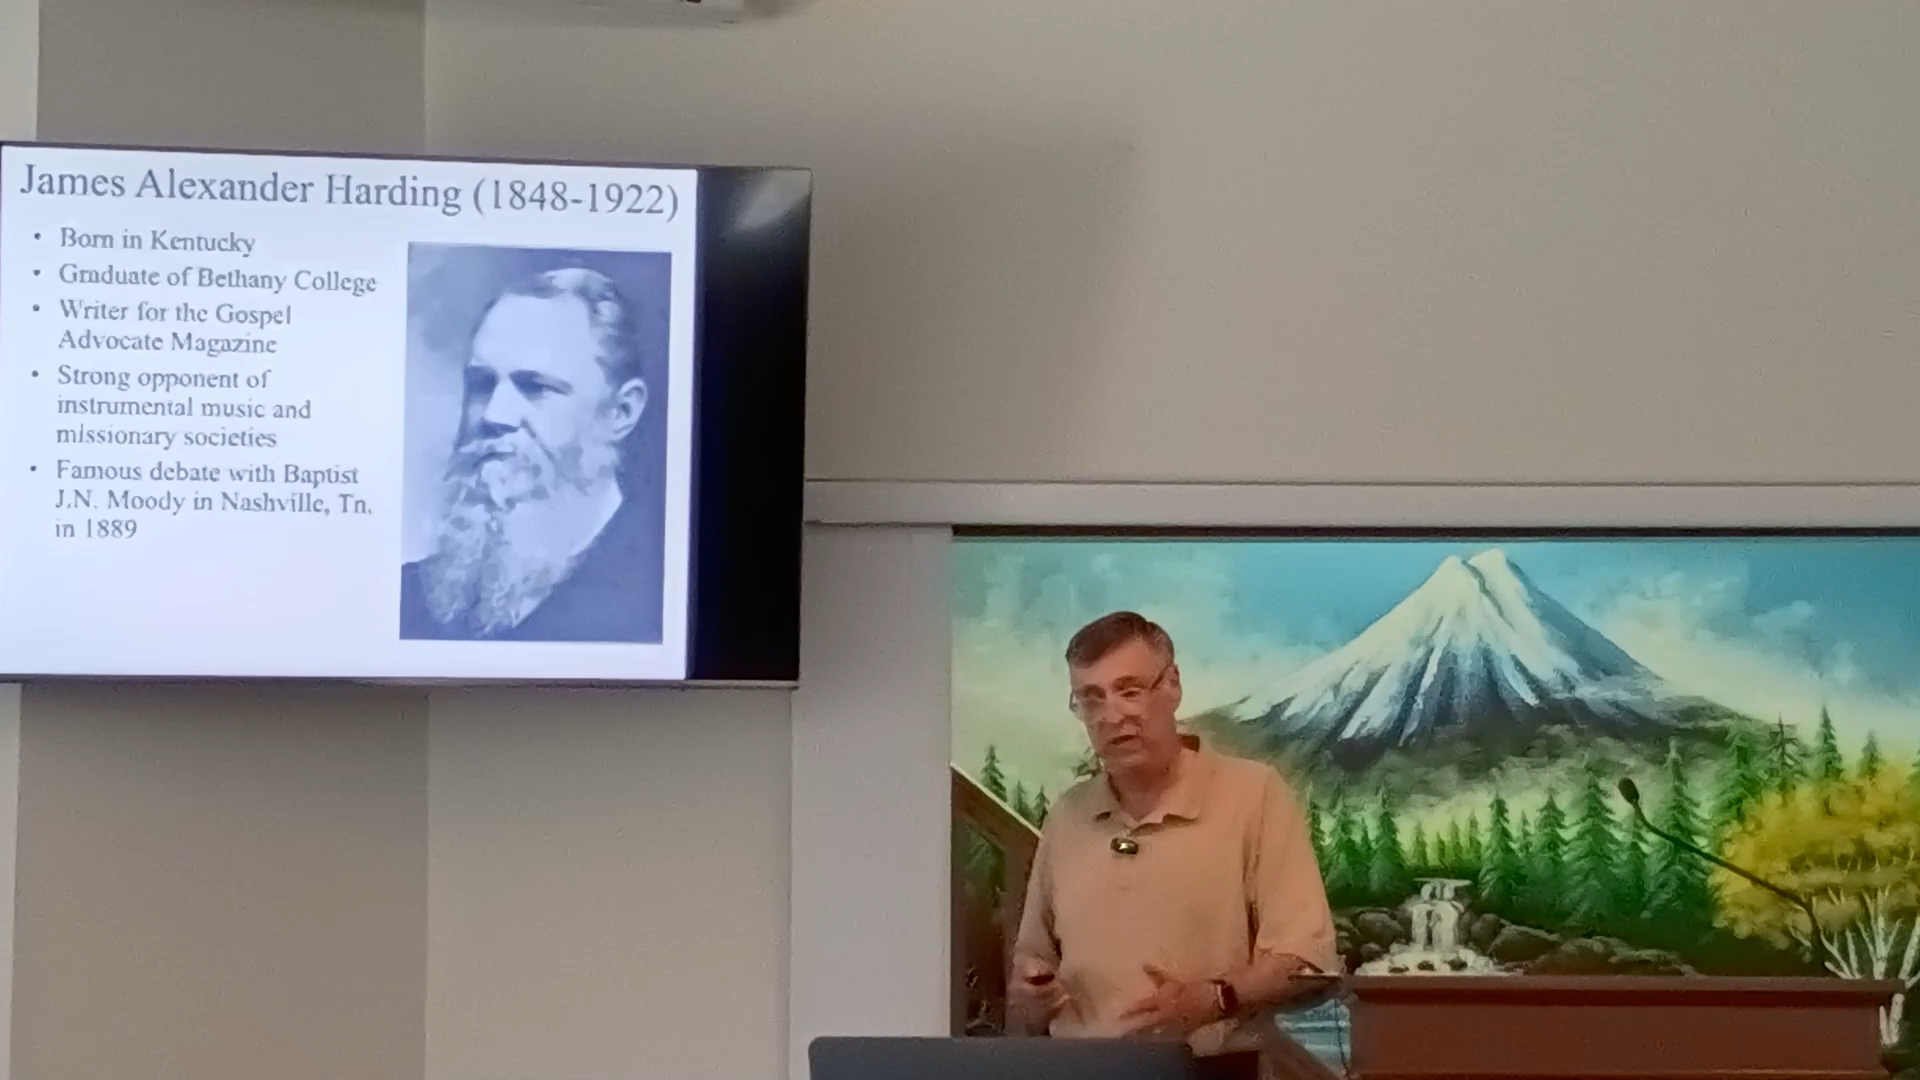 James Alexander Harding (1848-1922)
• Born in Kentucky
• Graduate of Bethany College
• Writer for the Gospel
Advocate Magazine
• Strong opponent of
instrumental music and
missionary societies
• Famous debate with Baptist
J.N. Moody in Nashville, Tn.
in 1889